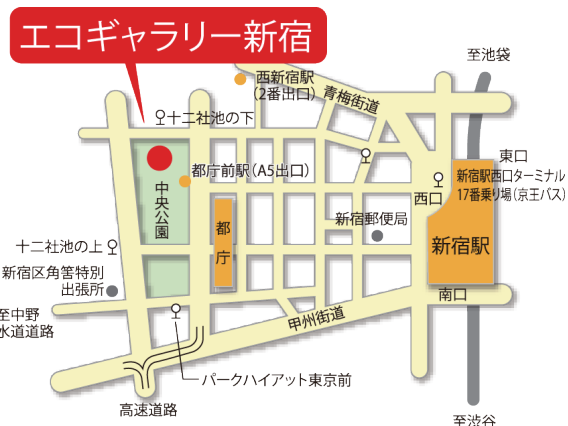 エコギャラリー新宿
至池袋
西新宿駅
(2番出口)
青梅街道
十二社池の下
東口
新宿駅西口ターミナル
17番乗り場(京王バス)
都庁前駅(A5出口)
中央公園
西口
新宿郵便局
都庁
新宿駅
十二社池の上
新宿区角筈特別
出張所
南口
至中野
水道道路
甲州街道
パークハイアット東京前
高速道路
至渋谷